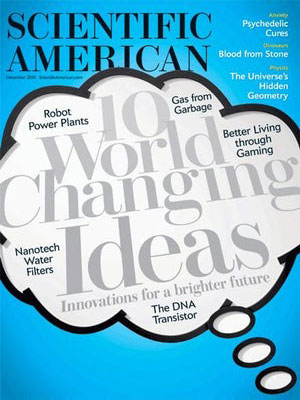 SCIENTIFIC
AMERICAN
December 2010 ScientificAmerican.com
Anxiety
Psychedelic
Cures
Dinosaurs
Blood from Stone
Physics
The Universe's
Hidden
Geometry
Robot
Power Plants
Gas from
Garbage
Better Living
through
Gaming
10
World
Changing
Ideas
Innovations for a brighter future
Nanotech
Water
Filters
The DNA
Transistor